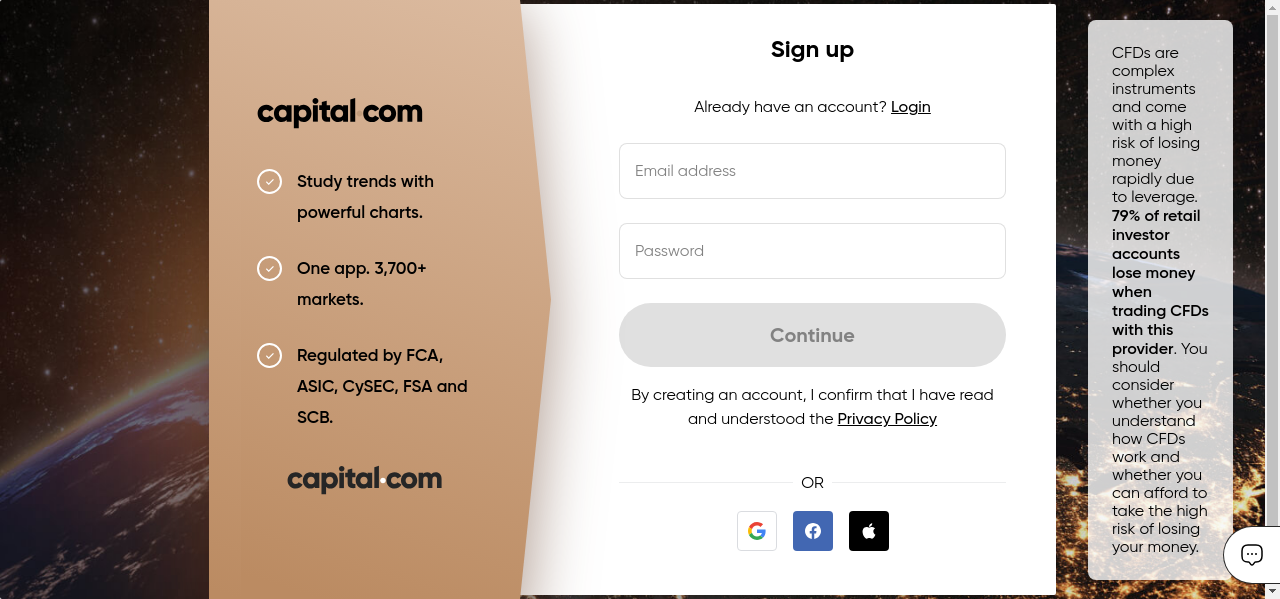 capital.com
Study trends with
powerful charts.
One app. 3,700+
markets.
Regulated by FCA,
ASIC, CySEC, FSA and
SCB.
capital.com
Sign up
Already have an account? Login
Email address
Password
Continue
By creating an account, I confirm that I have read
and understood the Privacy Policy
OR
CFDs are
complex
instruments
and come
with a high
risk of losing
money
rapidly due
to leverage.
79% of retail
investor
accounts
lose money
when
trading CFDs
with this
provider. You
should
consider
whether you
understand
how CFDs
work and
whether you
can afford to
take the high
risk of losing
your money.